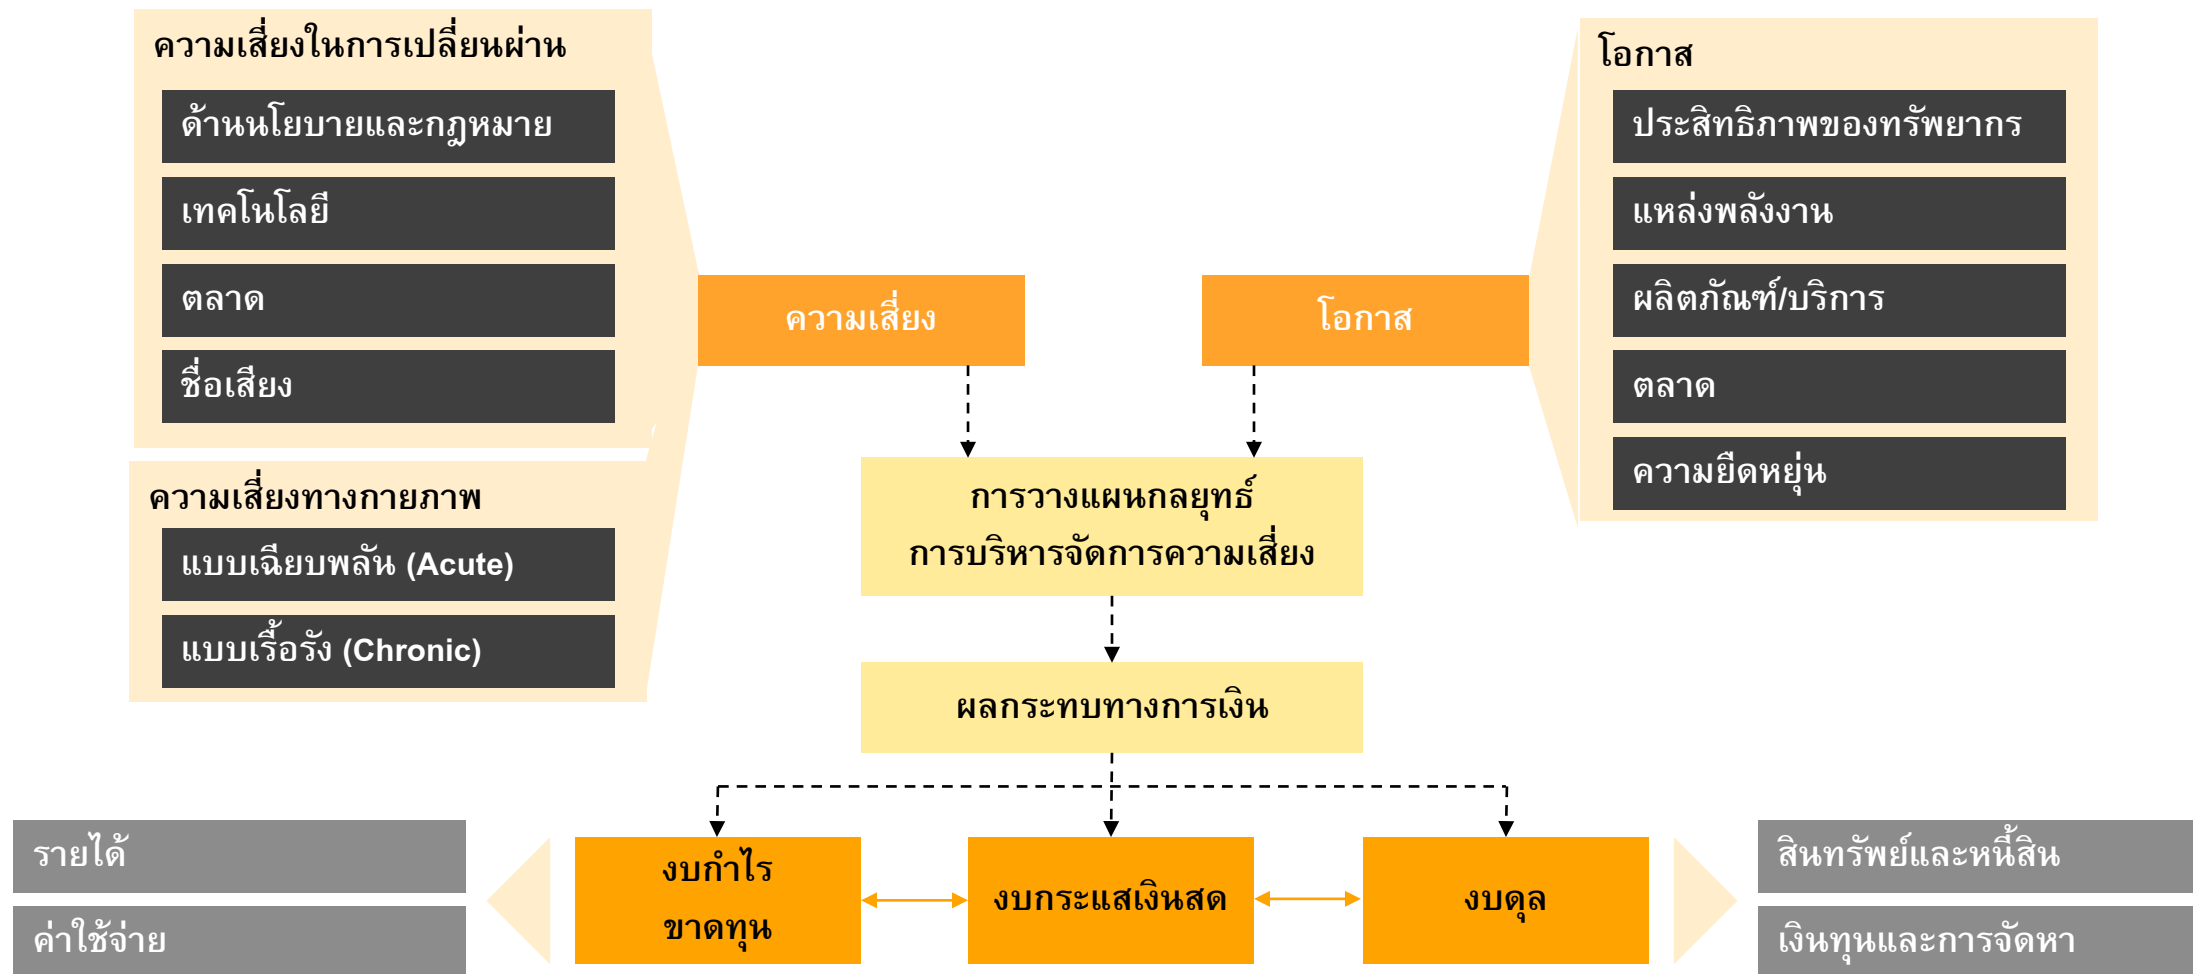 ความเสี่ยงในการเปลี่ยนผ่าน
ด้านนโยบายและกฎหมาย
เทคโนโลยี
ตลาด
ชื่อเสียง
ความเสี่ยงทางกายภาพ
แบบเฉียบพลัน (Acute)
แบบเรื้อรัง (Chronic)
ความเสี่ยง
โอกาส
โอกาส
ประสิทธิภาพของทรัพยากร
แหล่งพลังงาน
ผลิตภัณฑ์/บริการ
ตลาด
ความยืดหยุ่น
การวางแผนกลยุทธ์
การบริหารจัดการความเสี่ยง
ผลกระทบทางการเงิน
รายได้
ค่าใช้จ่าย
งบกำไร
ขาดทุน
งบกระแสเงินสด
งบดุล
สินทรัพย์และหนี้สิน
เงินทุนและการจัดหา